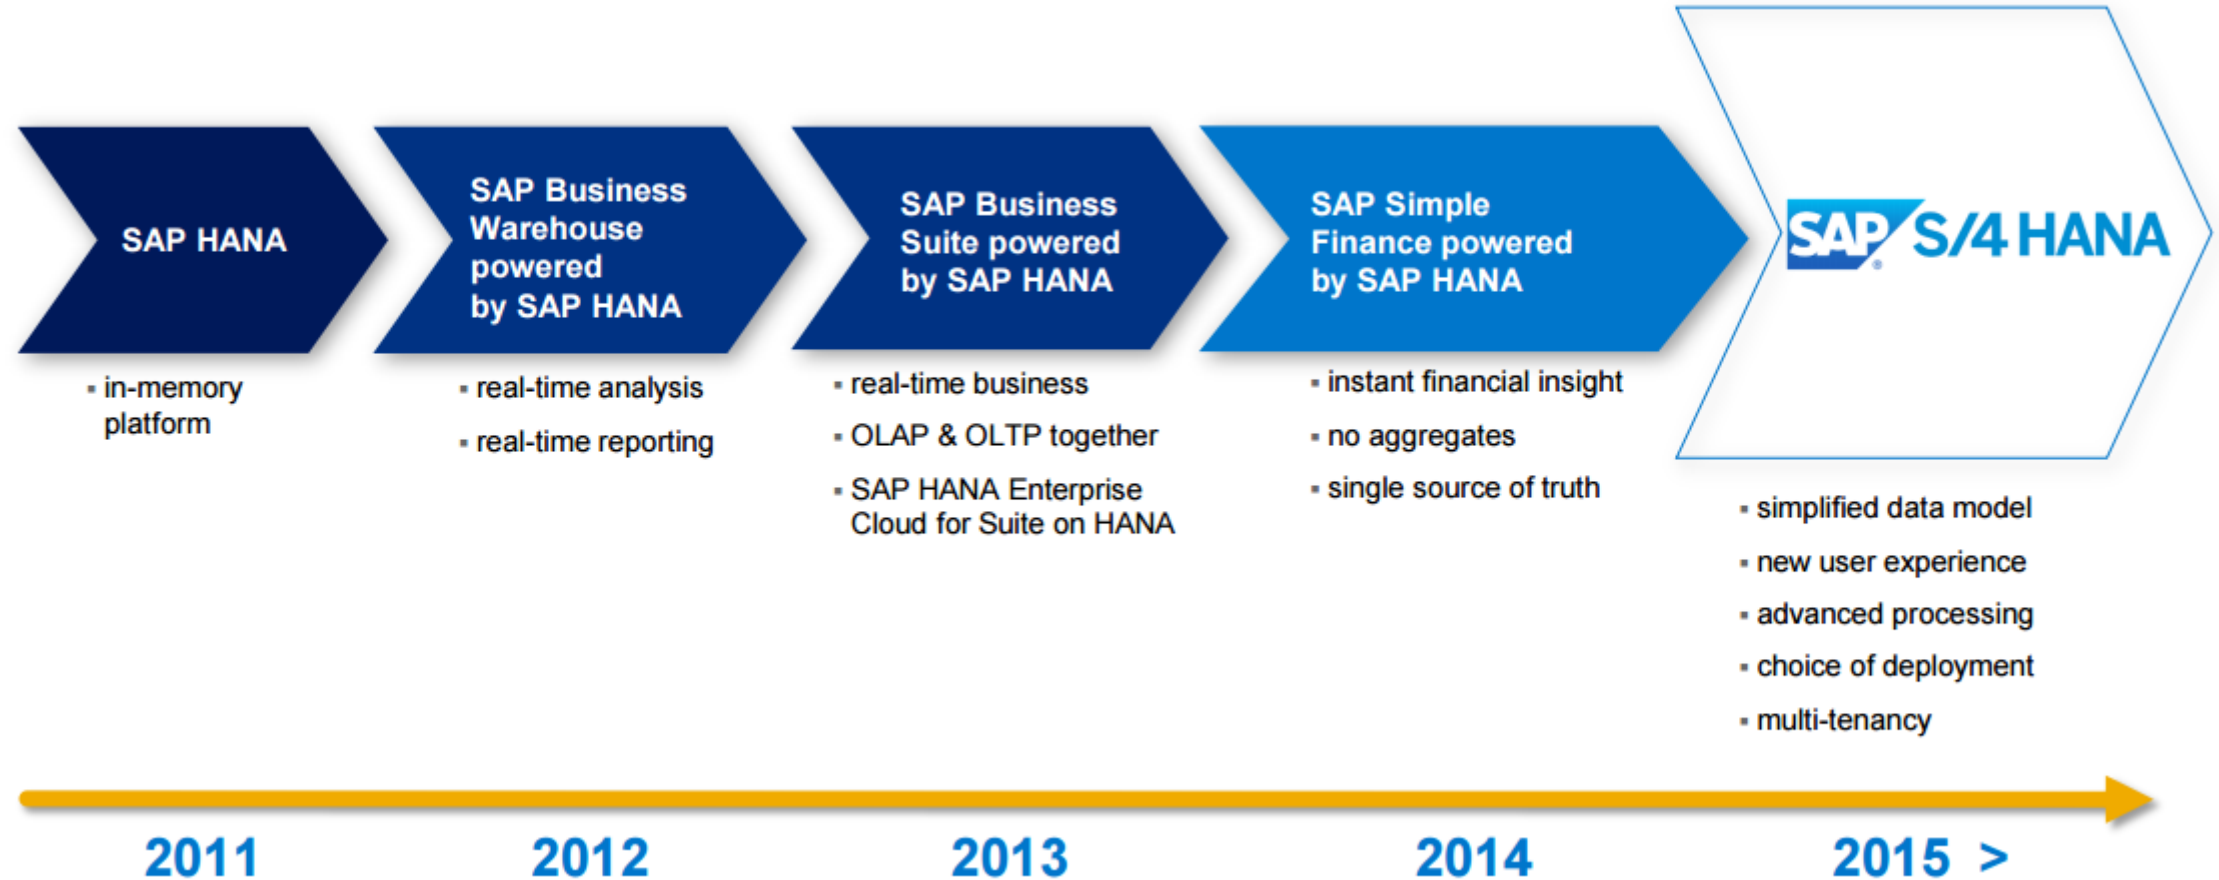 SAP HANA
▪ in-memory
platform
SAP Business
Warehouse
powered
by SAP HANA
▪ real-time analysis
▪ real-time reporting
SAP Business
Suite powered
by SAP HANA
▪ real-time business
▪ OLAP & OLTP together
▪ SAP HANA Enterprise
Cloud for Suite on HANA
SAP Simple
Finance powered
by SAP HANA
▪ instant financial insight
▪ no aggregates
▪ single source of truth
SAP® S/4 HANA
▪ simplified data model
▪ new user experience
▪ advanced processing
▪ choice of deployment
▪ multi-tenancy
2011
2012
2013
2014
2015 >